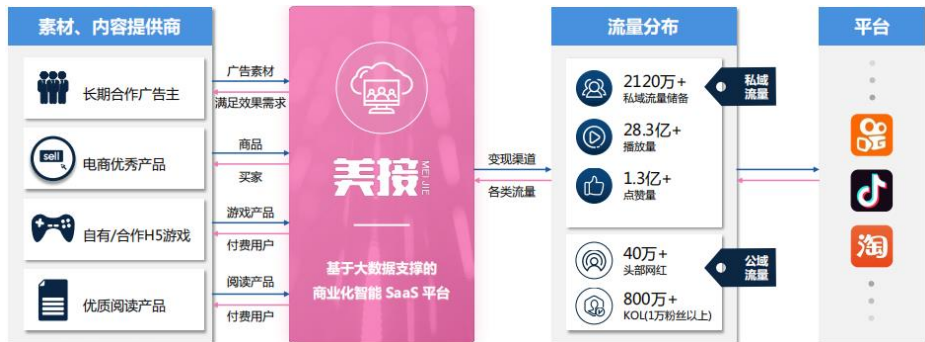 素材、内容提供商
长期合作广告主
sell
电商优秀产品
自有/合作H5游戏
优质阅读产品
广告素材
满足效果需求
商品
买家
游戏产品
付费用户
阅读产品
付费用户
美接
MEI JIE
基于大数据支撑的
商业化智能 SaaS 平台
变现渠道
各类流量
流量分布
2120万+
私域流量储备
28.3亿+
播放量
1.3亿+
点赞量
私域
流量
40万+
头部网红
800万+
KOL(1万粉丝以上)
公域
流量
平台
淘